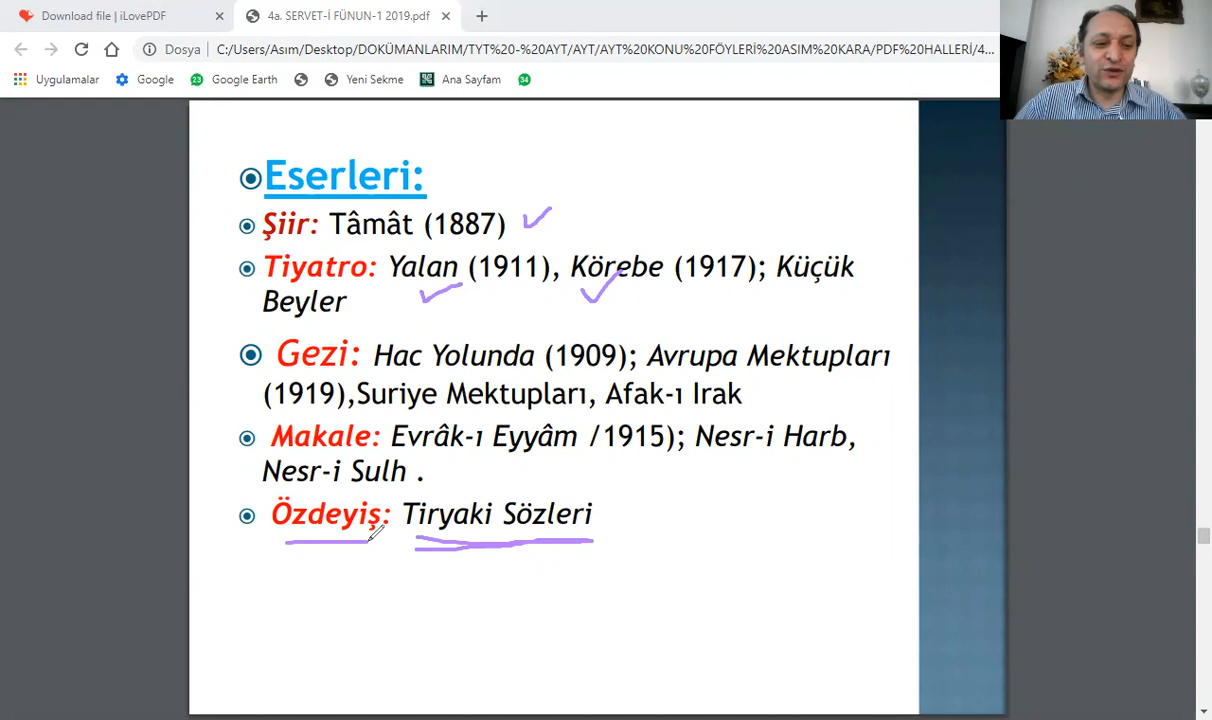 Download file | iLovePDF
4a. SERVET-İ FÜNUN-1 2019.pdf
Dosya
C:/Users/Asım/Desktop/DOKÜMANLARIM/TYT%20-%20AYT/AYT/AYT%20KONU%20FÖYLERİ%20ASIM%20KARA/PDF%20HALLERİ/4...
Uygulamalar
Google
23
Google Earth
Yeni Sekme
Ana Sayfam
34
Eserleri:
Şiir: Tâmât (1887)
Tiyatro: Yalan (1911), Körebe (1917); Küçük
Beyler
Gezi: Hac Yolunda (1909); Avrupa Mektupları
(1919),Suriye Mektupları, Afak-ı Irak
Makale: Evrâk-ı Eyyâm /1915); Nesr-i Harb,
Nesr-i Sulh .
Özdeyiş: Tiryaki Sözleri